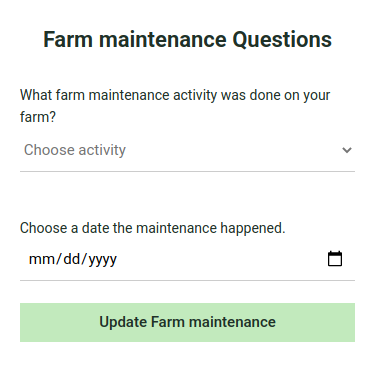 Farm maintenance Questions
What farm maintenance activity was done on your
farm?
Choose activity
Choose a date the maintenance happened.
mm/dd/yyyy
Update Farm maintenance